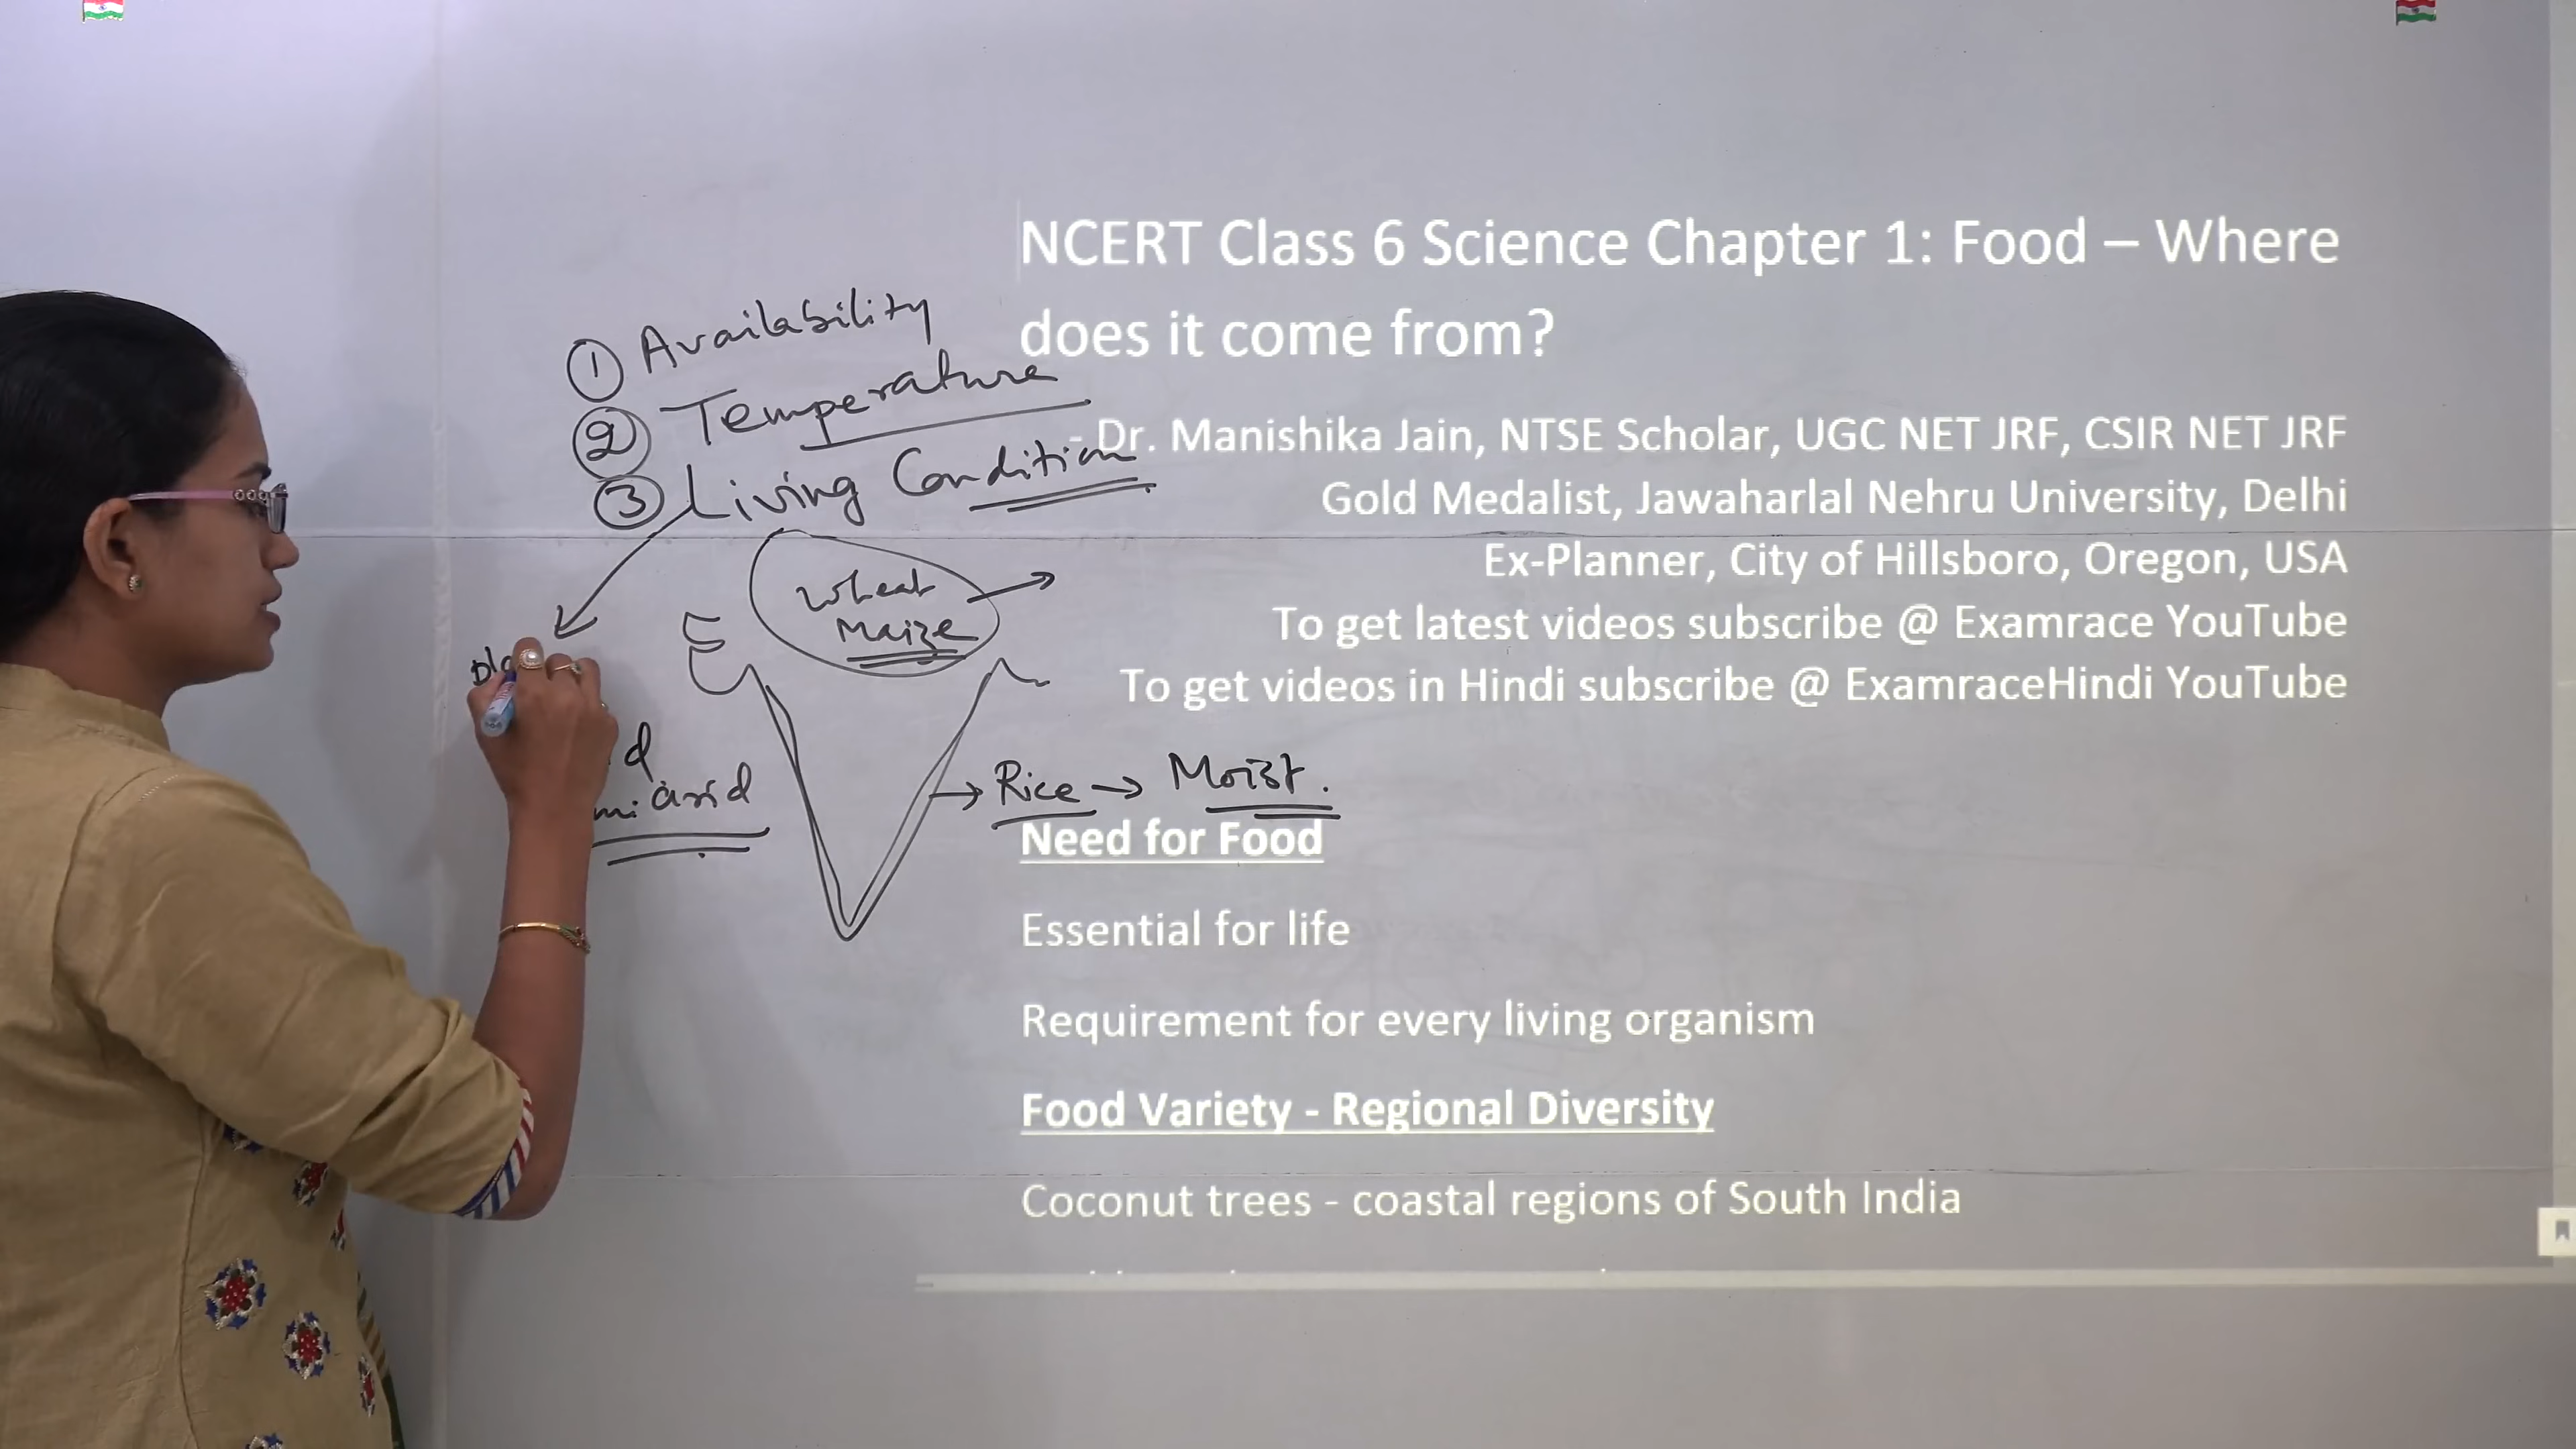 NCERT Class 6 Science Chapter 1: Food – Where
does it come from?
- Dr. Manishika Jain, NTSE Scholar, UGC NET JRF, CSIR NET JRF
Gold Medalist, Jawaharlal Nehru University, Delhi
Ex-Planner, City of Hillsboro, Oregon, USA
To get latest videos subscribe @ Examrace YouTube
To get videos in Hindi subscribe @ ExamraceHindi YouTube
① Availability
② Temperature
③ Living Condition
Wheat
Maize
arid
Rice → Moist.
Need for Food
Essential for life
Requirement for every living organism
Food Variety - Regional Diversity
Coconut trees - coastal regions of South India